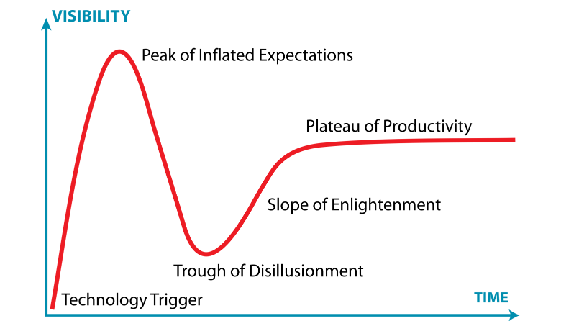 VISIBILITY
Peak of Inflated Expectations
Plateau of Productivity
Slope of Enlightenment
Trough of Disillusionment
Technology Trigger
TIME